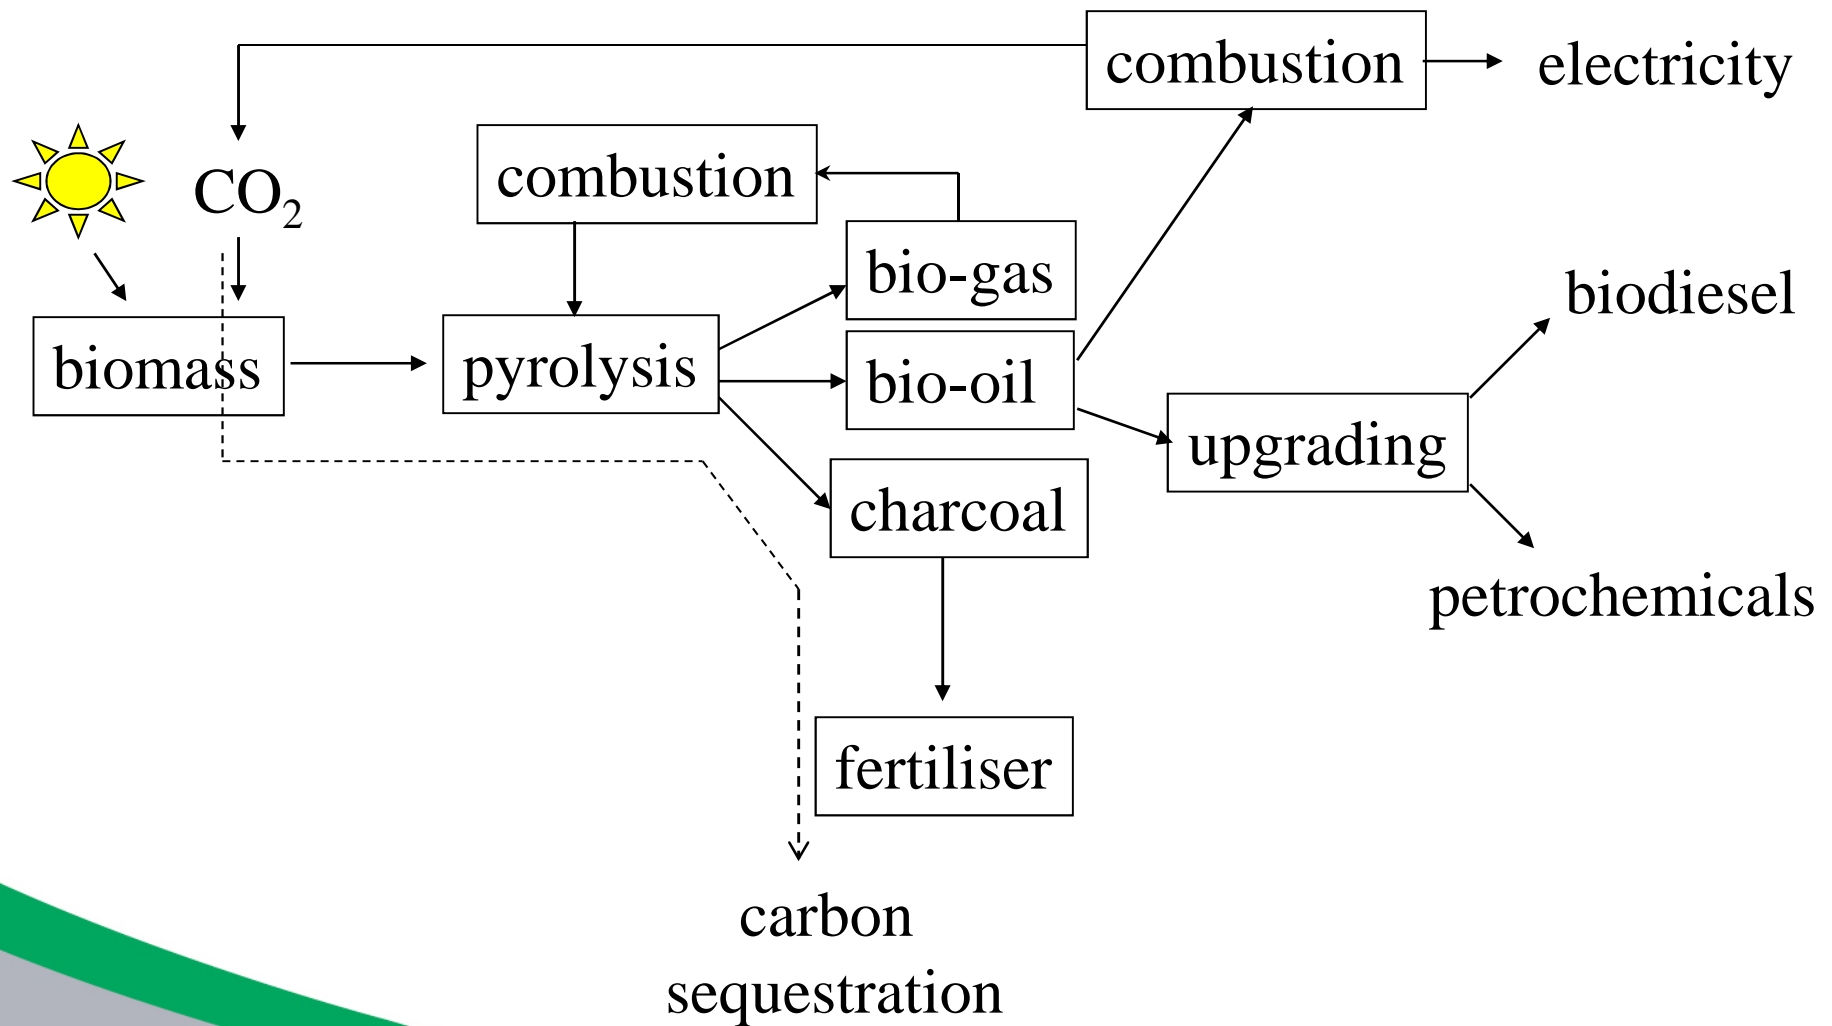 combustion
electricity
CO₂
combustion
bio-gas
biodiesel
biomass
pyrolysis
bio-oil
upgrading
charcoal
petrochemicals
fertiliser
carbon
sequestration